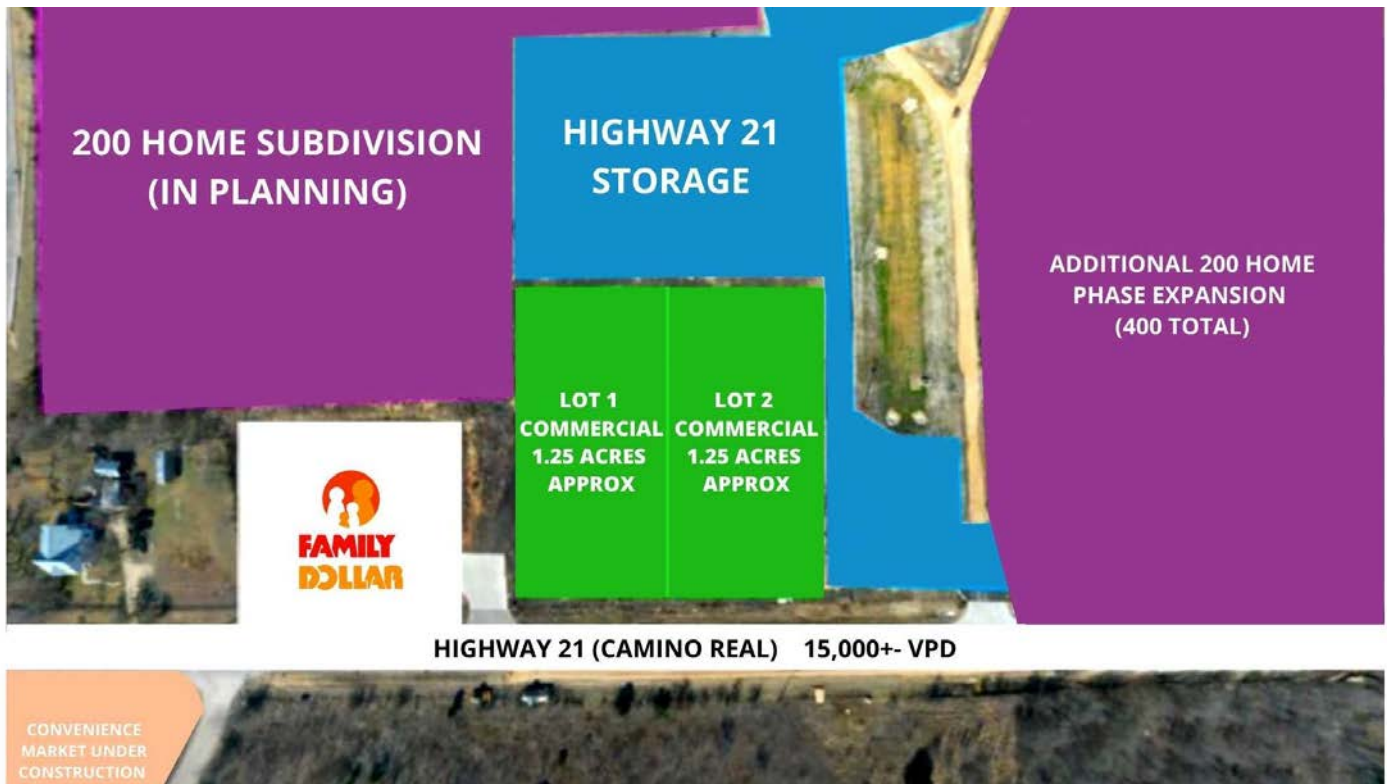 200 HOME SUBDIVISION
(IN PLANNING)
HIGHWAY 21
STORAGE
ADDITIONAL 200 HOME
PHASE EXPANSION
(400 TOTAL)
LOT 1
COMMERCIAL
1.25 ACRES
APPROX
LOT 2
COMMERCIAL
1.25 ACRES
APPROX
FAMILY
DOLLAR
HIGHWAY 21 (CAMINO REAL) 15,000+- VPD
CONVENIENCE
MARKET UNDER
CONSTRUCTION